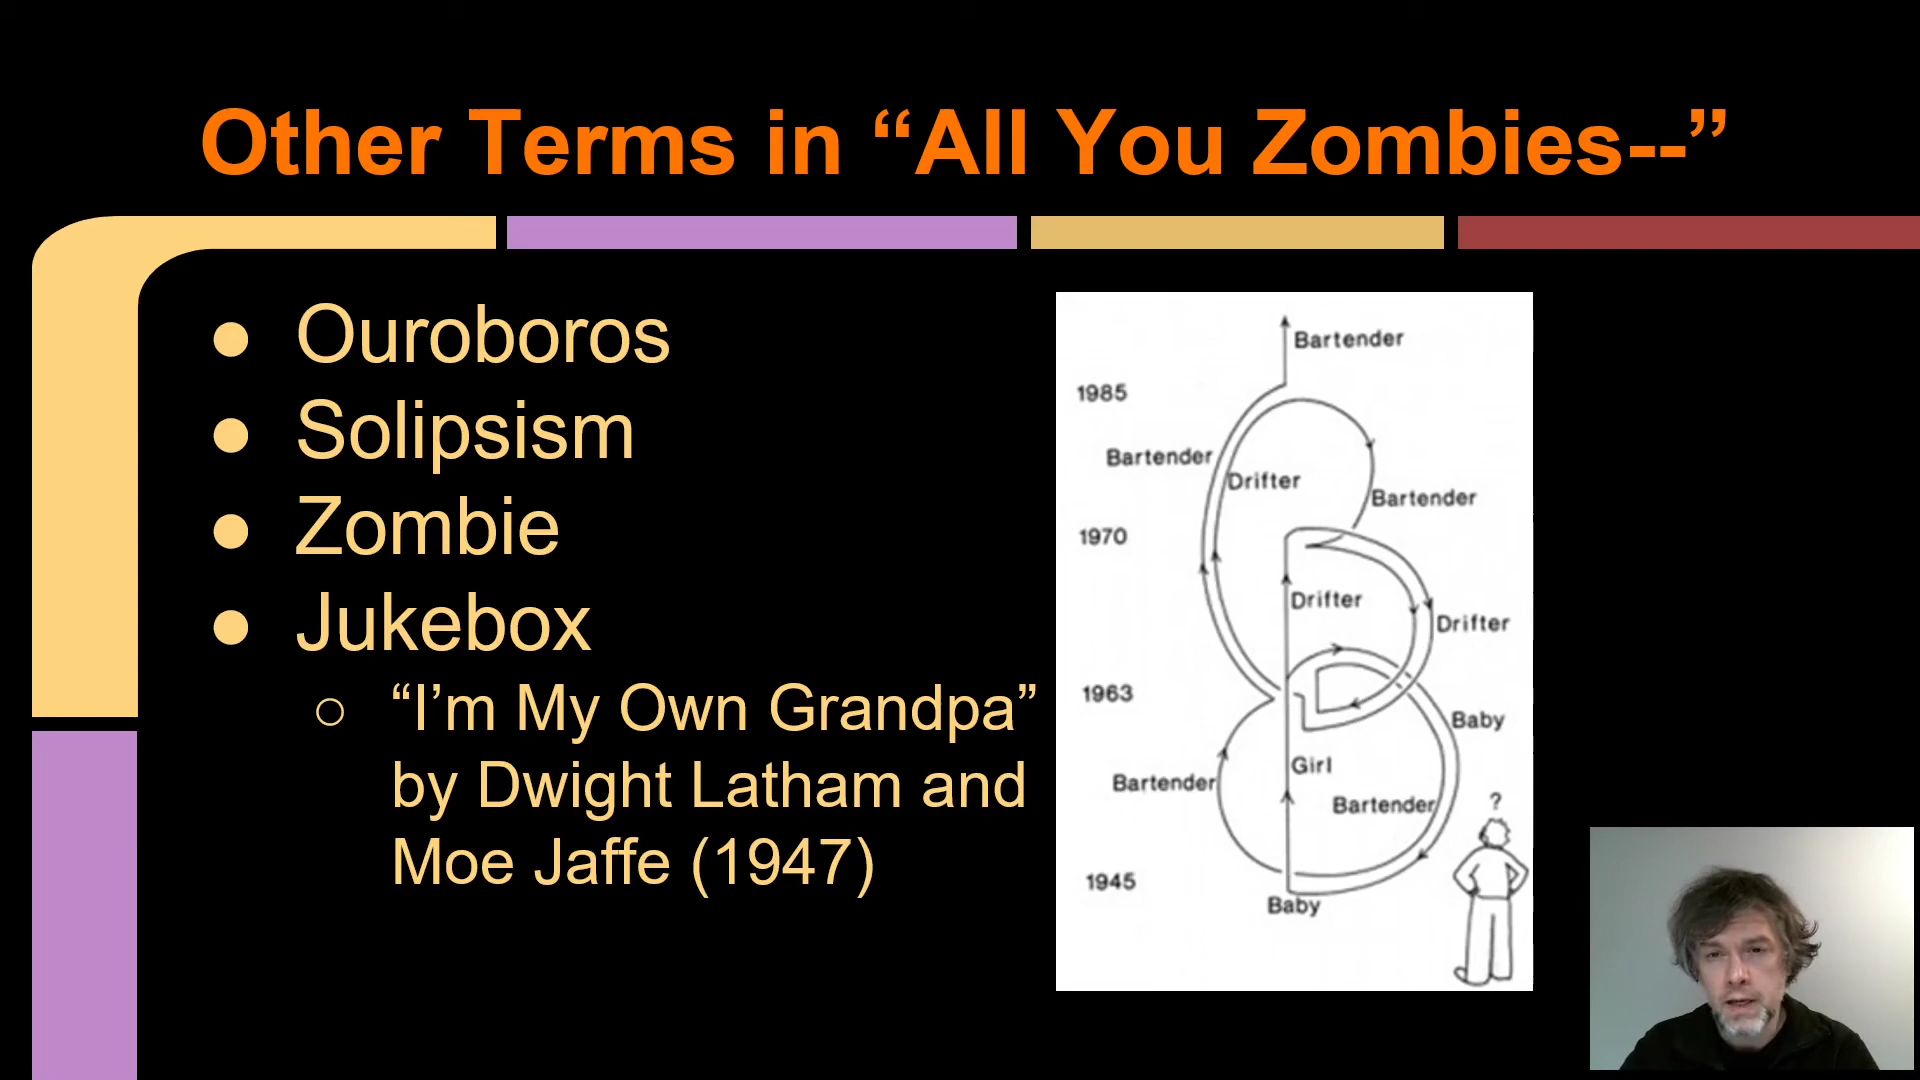 Other Terms in “All You Zombies--”
● Ouroboros
● Solipsism
● Zombie
● Jukebox
○ “I’m My Own Grandpa”
by Dwight Latham and
Moe Jaffe (1947)
Bartender
1985
Bartender
Drifter
Bartender
1970
Drifter
Drifter
1963
Baby
Girl
Bartender
Bartender
?
1945
Baby